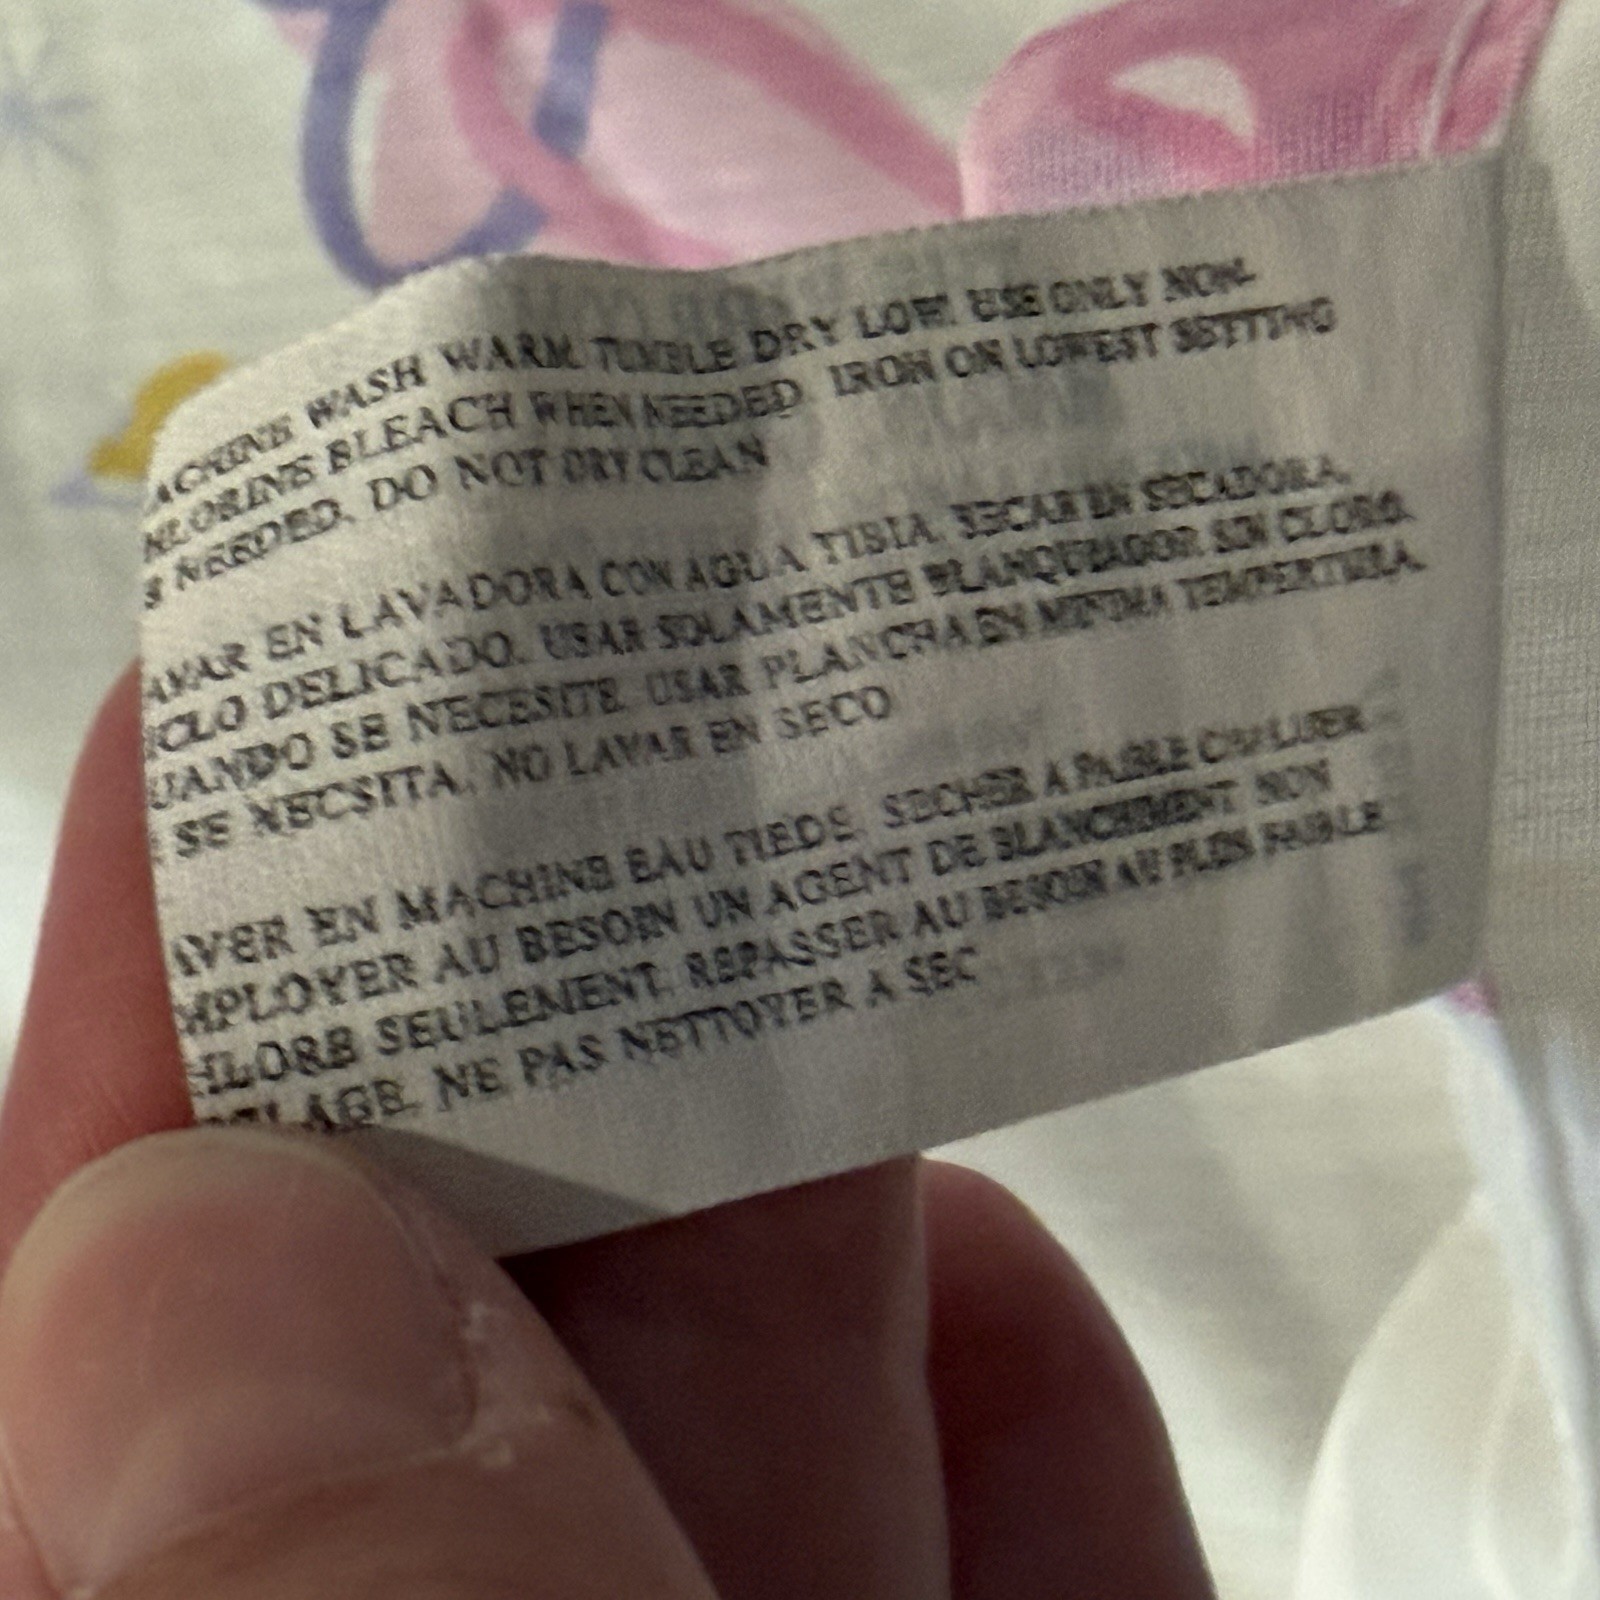 ACHINE WASH WARM. TUMBLE DRY LOW. USE ONLY NON-
HLORINE BLEACH WHEN NEEDED. IRON ON LOWEST SETTING
S NEEDED. DO NOT DRY CLEAN
AVAR EN LAVADORA CON AGUA TIBIA. SECAR EN SECADORA.
ICLO DELICADO. USAR SOLAMENTE BLANQUEADOR SIN CLORO.
UANDO SE NECESITE. USAR PLANCHA EN MINIMA TEMPERTURA.
SE NECSITA. NO LAVAR EN SECO
AVER EN MACHINE EAU TIEDE. SECHER A FAIBLE CHALUER
MPLOYER AU BESOIN UN AGENT DE BLANCHIMENT NON
HLORE SEULEMENT. REPASSER AU BESOIN AU PLUS FAIBLE
NE PAS NETTOYER A SEC